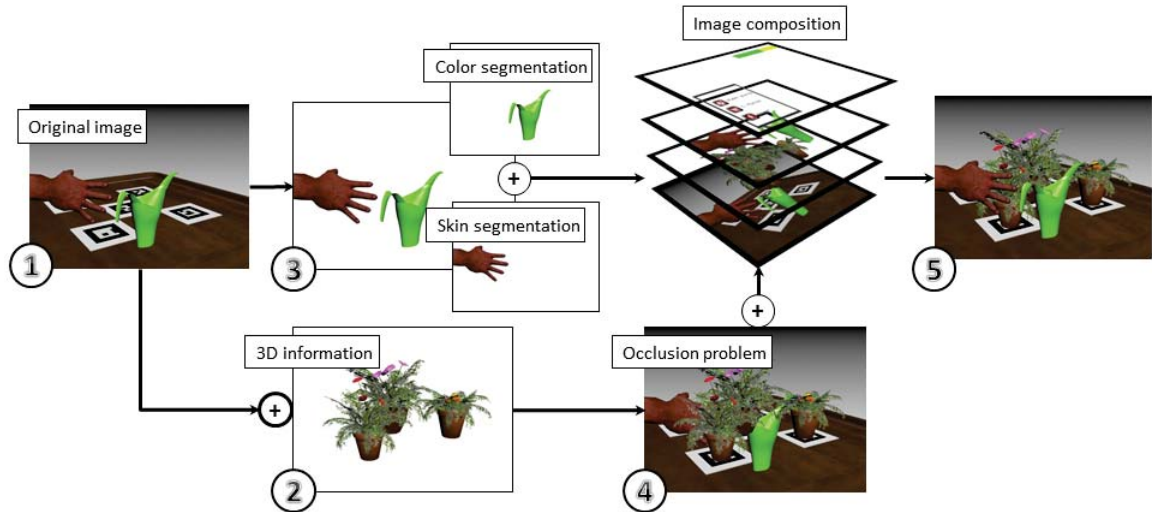 Image composition
Color segmentation
Original image
+
Skin segmentation
1
3
5
+
3D information
Occlusion problem
+
2
4